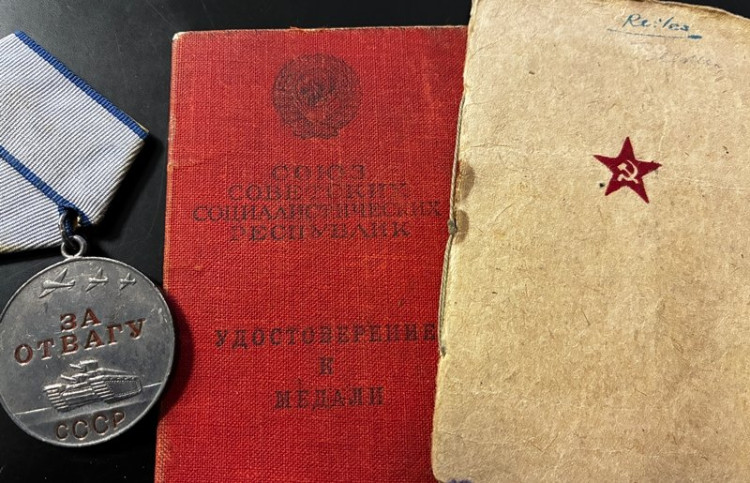 ЗА
ОТВАГУ
СССР
СОЮЗ
СОВЕТСКИХ
СОЦИАЛИСТИЧЕСКИХ
РЕСПУБЛИК
УДОСТОВЕРЕНИЕ
К
МЕДАЛИ